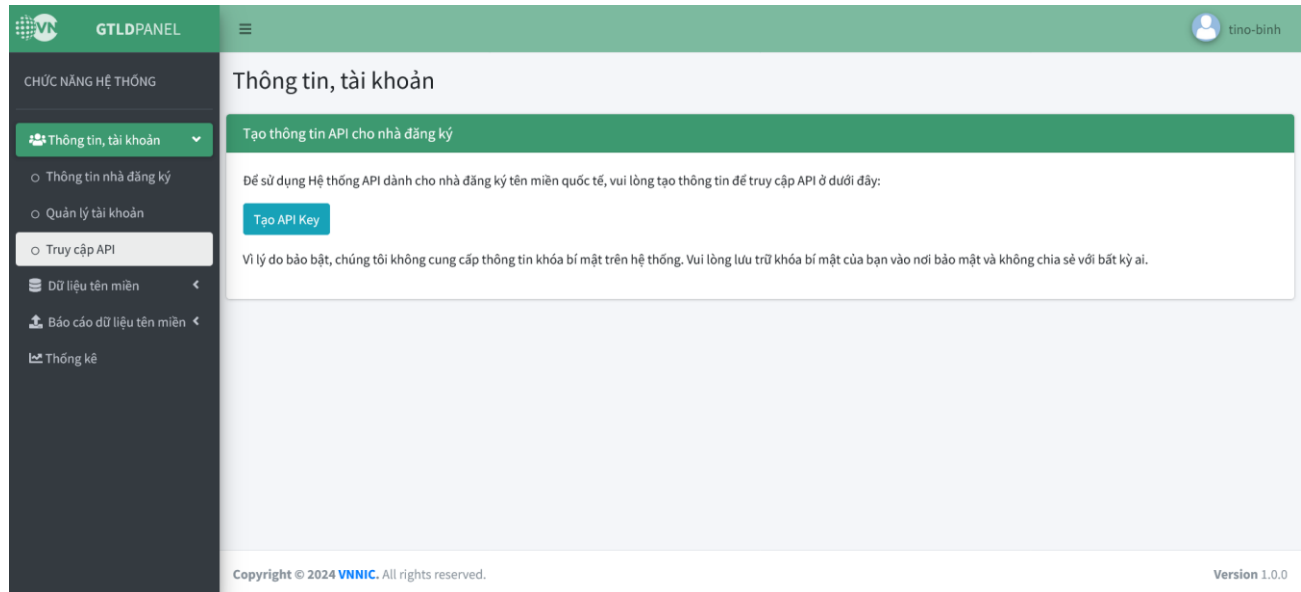 VN GTLDPANEL
tino-binh
CHỨC NĂNG HỆ THỐNG
Thông tin, tài khoản
Thông tin nhà đăng ký
Quản lý tài khoản
Truy cập API
Dữ liệu tên miền
Báo cáo dữ liệu tên miền
Thống kê
Thông tin, tài khoản
Tạo thông tin API cho nhà đăng ký
Để sử dụng Hệ thống API dành cho nhà đăng ký tên miền quốc tế, vui lòng tạo thông tin để truy cập API ở dưới đây:
Tạo API Key
Vì lý do bảo bật, chúng tôi không cung cấp thông tin khóa bí mật trên hệ thống. Vui lòng lưu trữ khóa bí mật của bạn vào nơi bảo mật và không chia sẻ với bất kỳ ai.
Copyright © 2024 VNNIC. All rights reserved.
Version 1.0.0